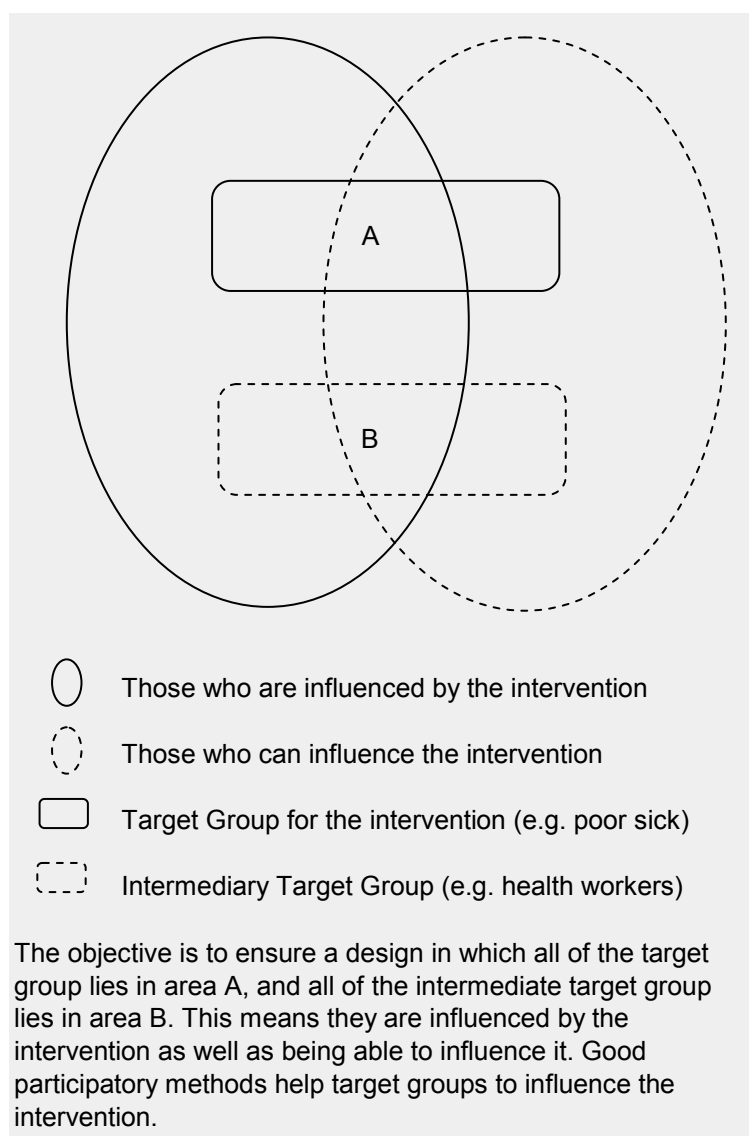 A
B
Those who are influenced by the intervention
Those who can influence the intervention
Target Group for the intervention (e.g. poor sick)
Intermediary Target Group (e.g. health workers)
The objective is to ensure a design in which all of the target
group lies in area A, and all of the intermediate target group
lies in area B. This means they are influenced by the
intervention as well as being able to influence it. Good
participatory methods help target groups to influence the
intervention.